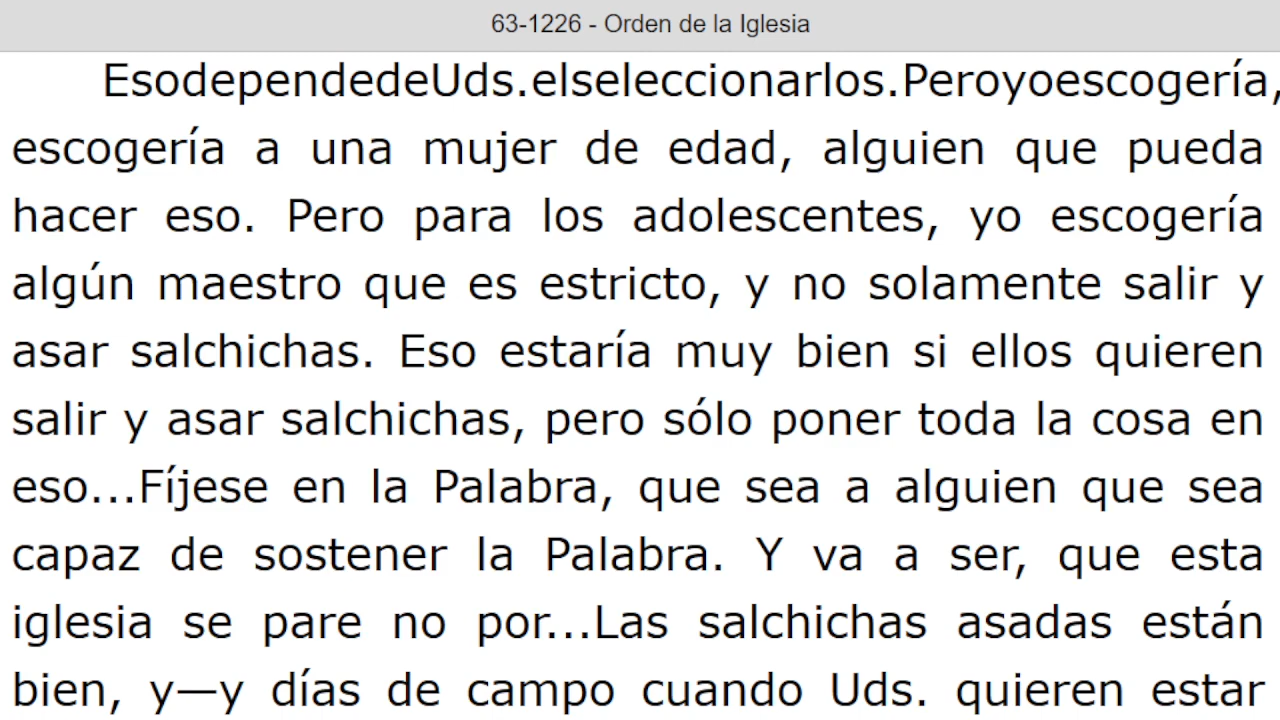 63-1226 - Orden de la Iglesia
EsodependedeUds.elseleccionarlos.Peroyoescogería,
escogería a una mujer de edad, alguien que pueda
hacer eso. Pero para los adolescentes, yo escogería
algún maestro que es estricto, y no solamente salir y
asar salchichas. Eso estaría muy bien si ellos quieren
salir y asar salchichas, pero sólo poner toda la cosa en
eso...Fíjese en la Palabra, que sea a alguien que sea
capaz de sostener la Palabra. Y va a ser, que esta
iglesia se pare no por...Las salchichas asadas están
bien, y—y días de campo cuando Uds. quieren estar